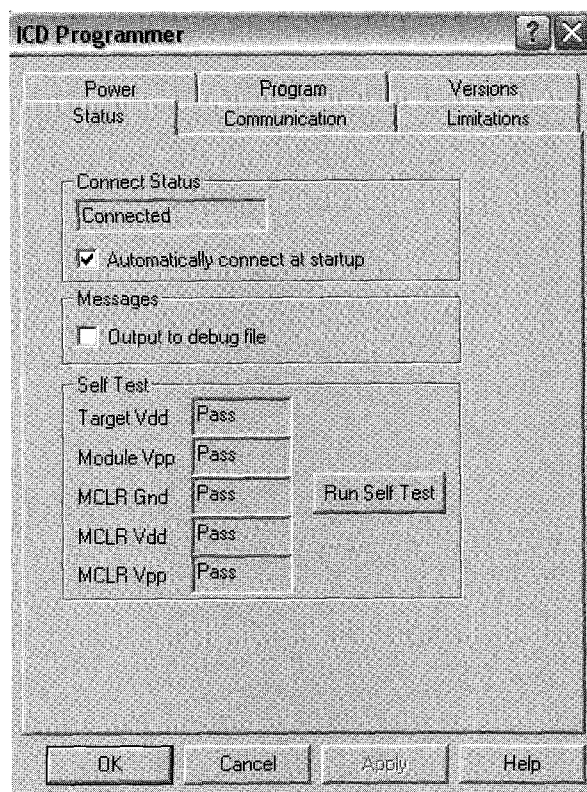 ICD Programmer
Power Program Versions
Status Communication Limitations
Connect Status
Connected
Automatically connect at startup
Messages
Output to debug file
Self Test
Target Vdd Pass
Module Vpp Pass
MCLR Gnd Pass Run Self Test
MCLR Vdd Pass
MCLR Vpp Pass
OK Cancel Apply Help